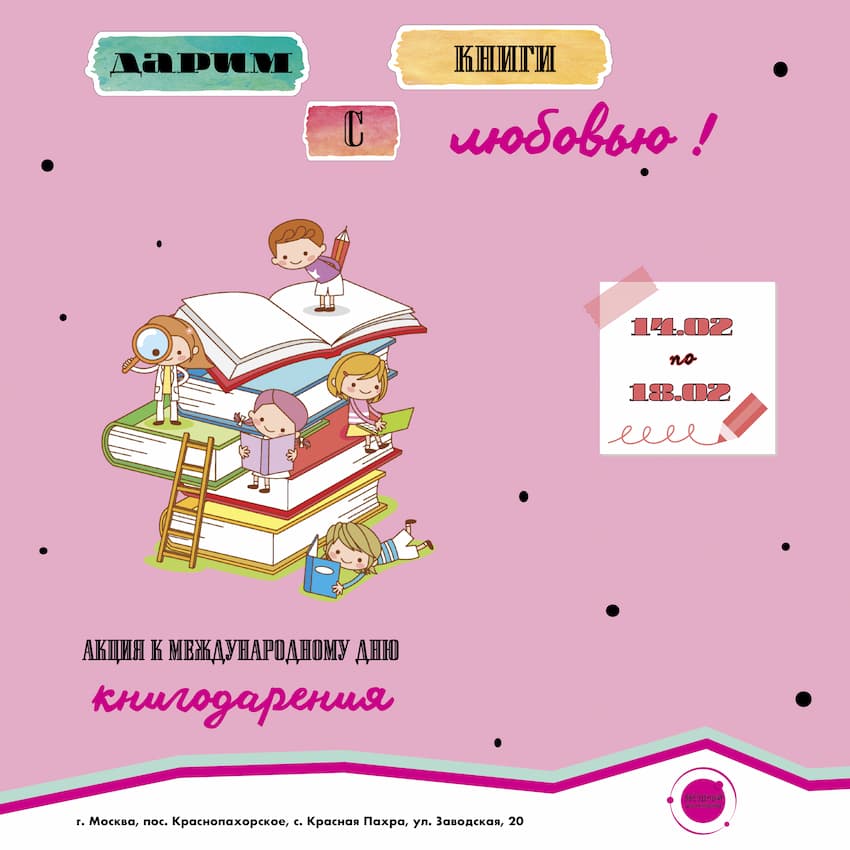 Дарим книги
с любовью !
14.02
по
18.02
АКЦИЯ К МЕЖДУНАРОДНОМУ ДНЮ
книгодарения
г. Москва, пос. Краснопахорское, с. Красная Пахра, ул. Заводская, 20